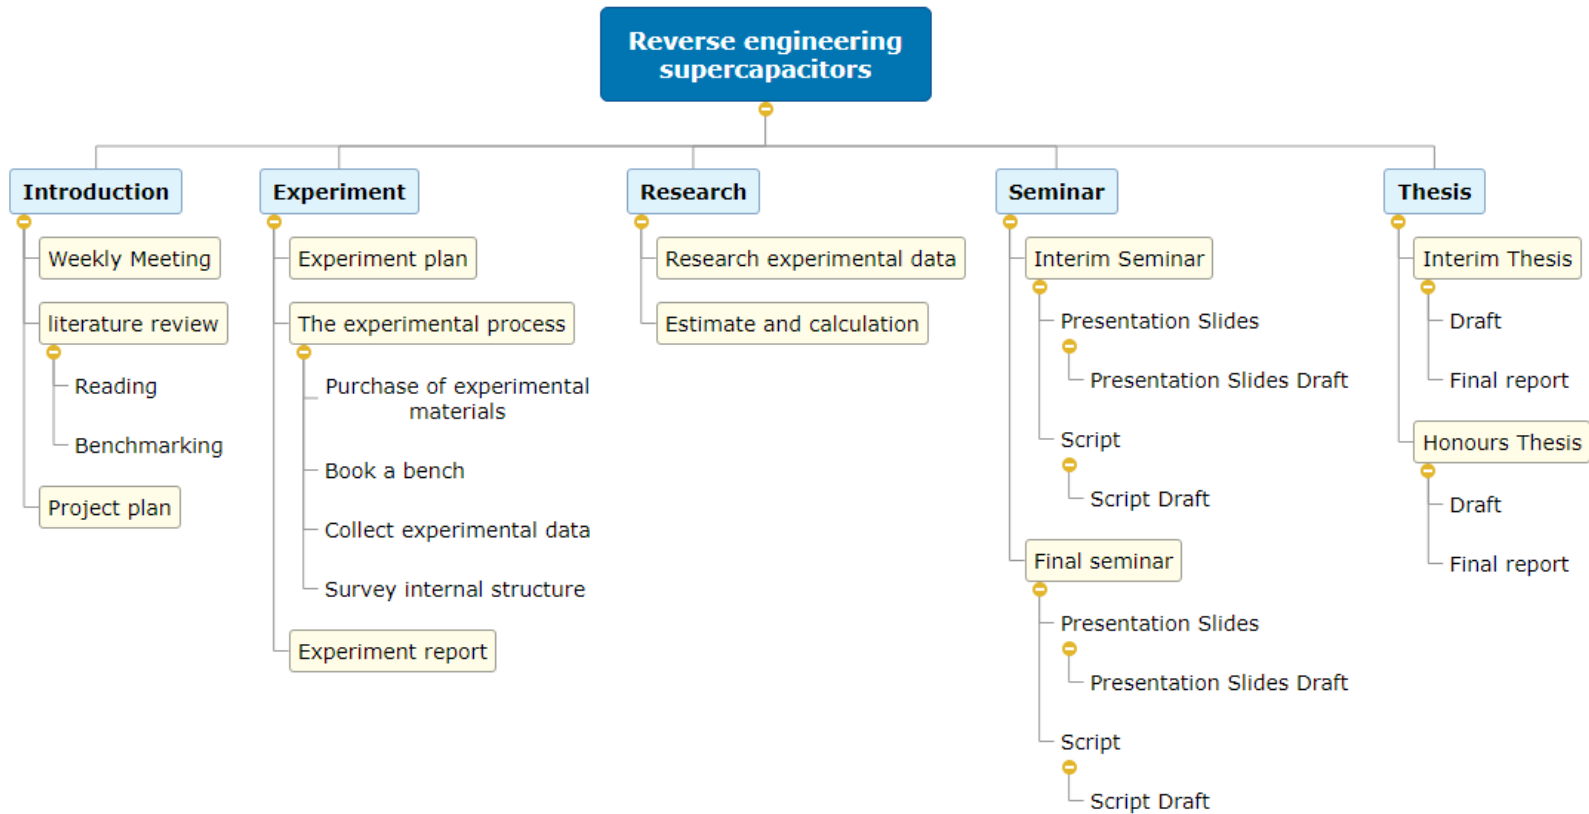 Reverse engineering
supercapacitors
Introduction
Weekly Meeting
literature review
Reading
Benchmarking
Project plan
Experiment
Experiment plan
The experimental process
Purchase of experimental
materials
Book a bench
Collect experimental data
Survey internal structure
Experiment report
Research
Research experimental data
Estimate and calculation
Seminar
Interim Seminar
Presentation Slides
Presentation Slides Draft
Script
Script Draft
Final seminar
Presentation Slides
Presentation Slides Draft
Script
Script Draft
Thesis
Interim Thesis
Draft
Final report
Honours Thesis
Draft
Final report